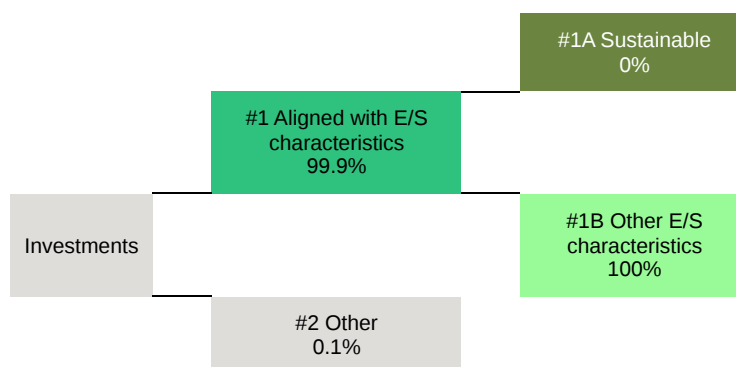 #1A Sustainable
0%
#1 Aligned with E/S
characteristics
99.9%
Investments
#1B Other E/S
characteristics
100%
#2 Other
0.1%